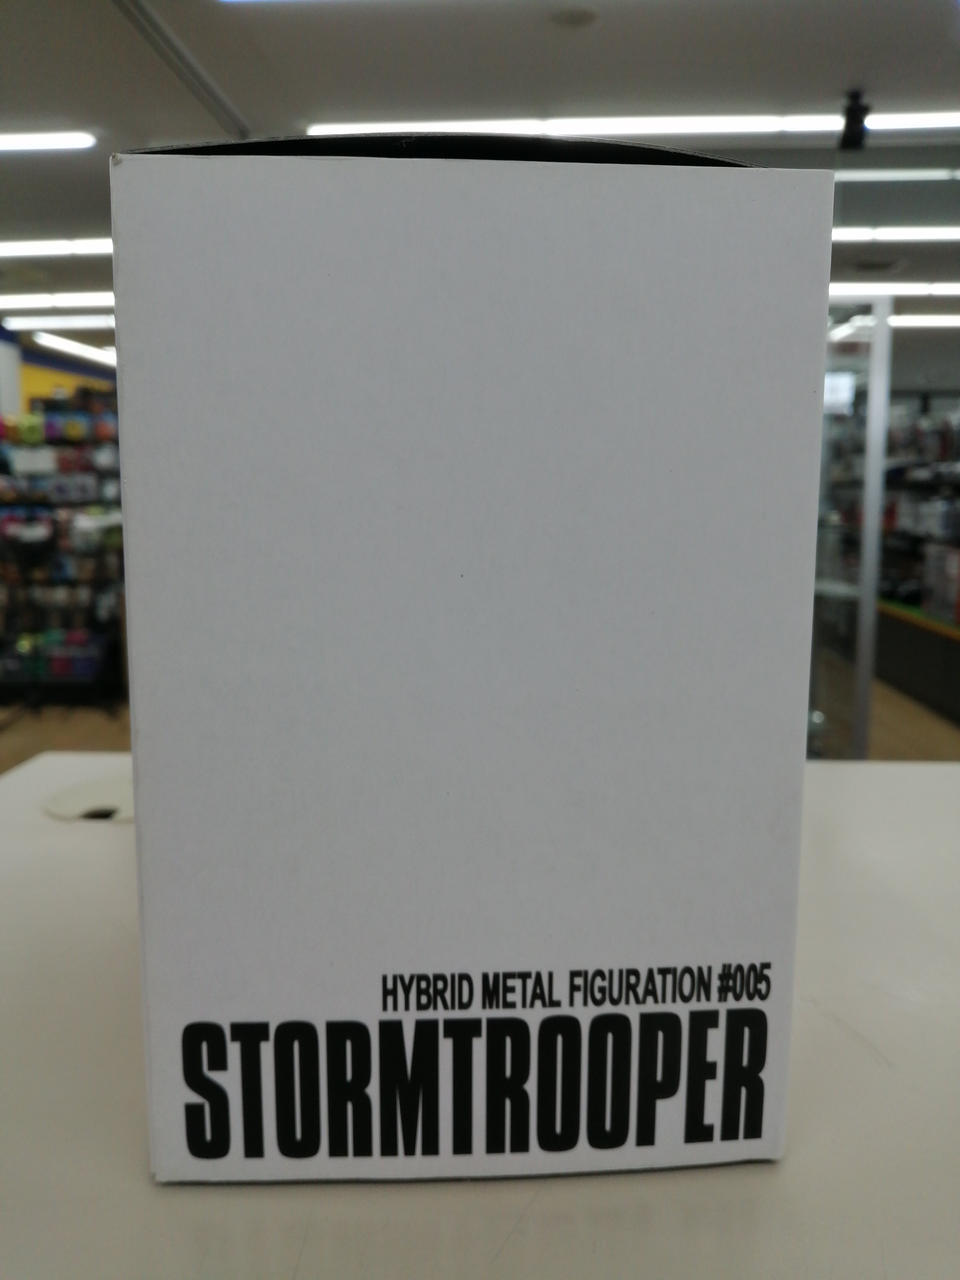 HYBRID METAL FIGURATION #005
STORMTROOPER